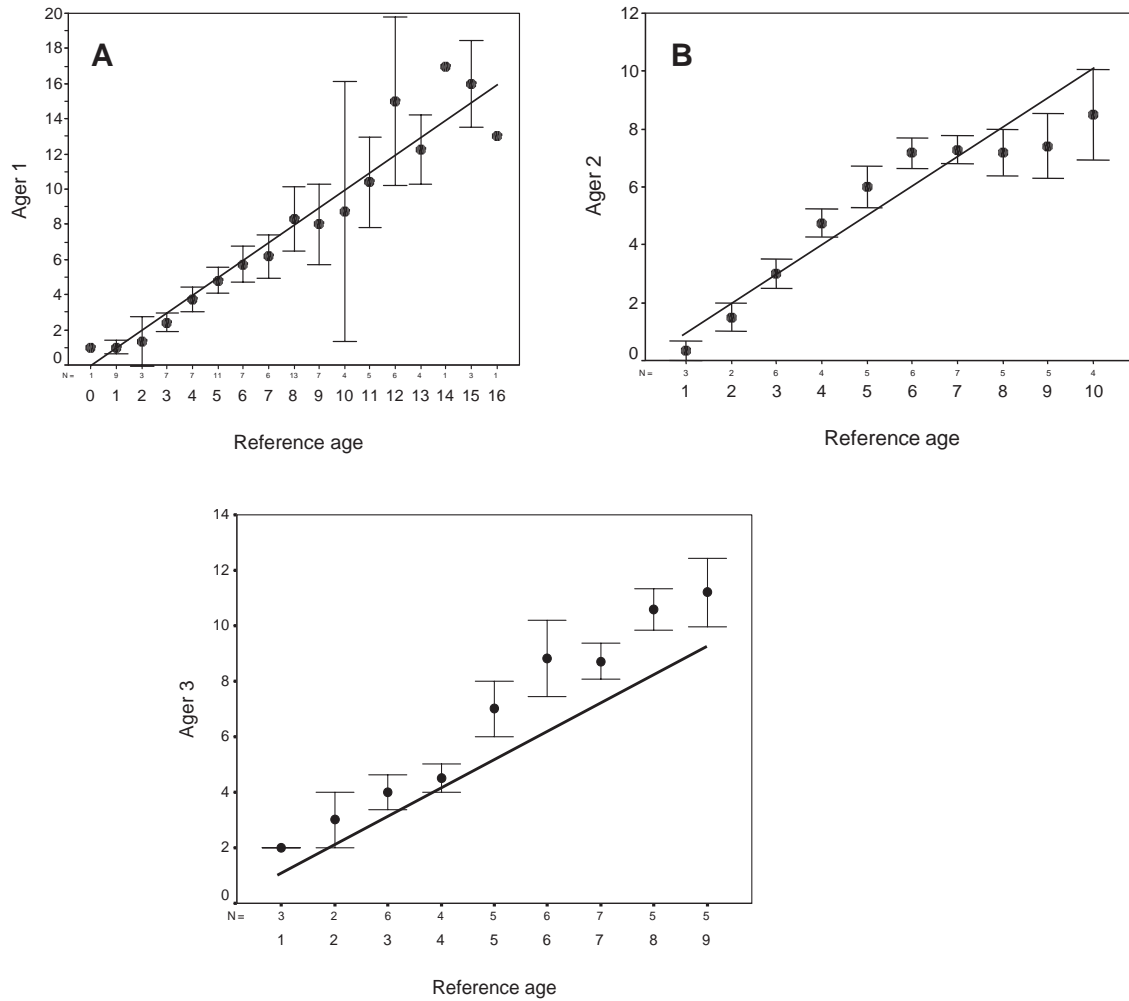 A
Ager 1
20
18
16
14
12
10
8
6
4
2
0
N = 1 9 3 7 7 11 7 6 13 7 4 5 6 4 1 3 1
0 1 2 3 4 5 6 7 8 9 10 11 12 13 14 15 16
Reference age
B
Ager 2
12
10
8
6
4
2
0
N = 3 2 6 4 5 6 7 5 5 4
1 2 3 4 5 6 7 8 9 10
Reference age
Ager 3
14
12
10
8
6
4
2
0
N = 3 2 6 4 5 6 7 5 5
1 2 3 4 5 6 7 8 9
Reference age